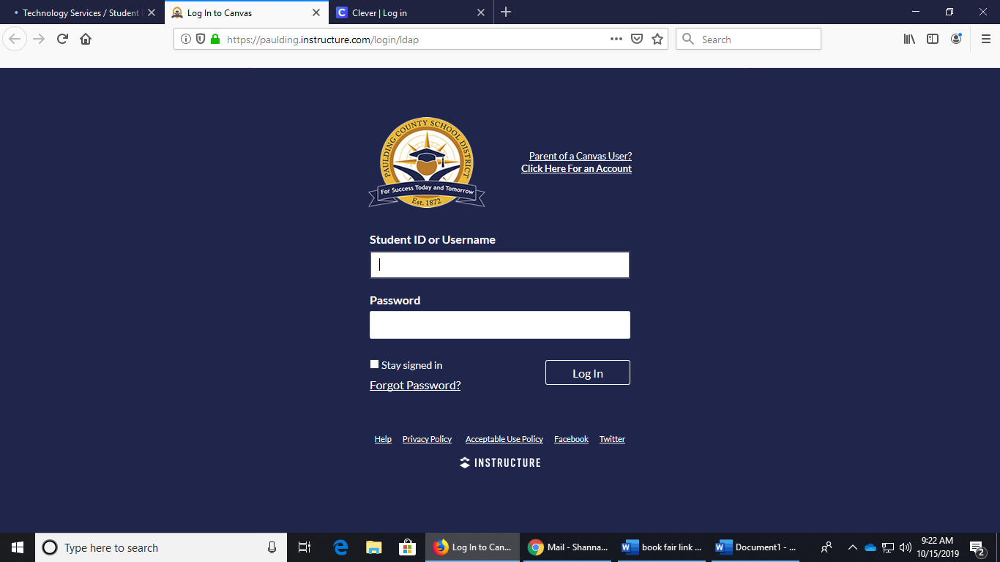 Technology Services / Student
Log In to Canvas
Clever | Log in
https://paulding.instructure.com/login/ldap
Search
PAULDING COUNTY SCHOOL DISTRICT
For Success Today and Tomorrow
Est. 1872
Parent of a Canvas User?
Click Here For an Account
Student ID or Username
Password
Stay signed in
Log In
Forgot Password?
Help Privacy Policy Acceptable Use Policy Facebook Twitter
INSTRUCTURE
Type here to search
Log In to Can...
Mail - Shanna...
book fair link ...
Document1 - ...
9:22 AM
10/15/2019
2